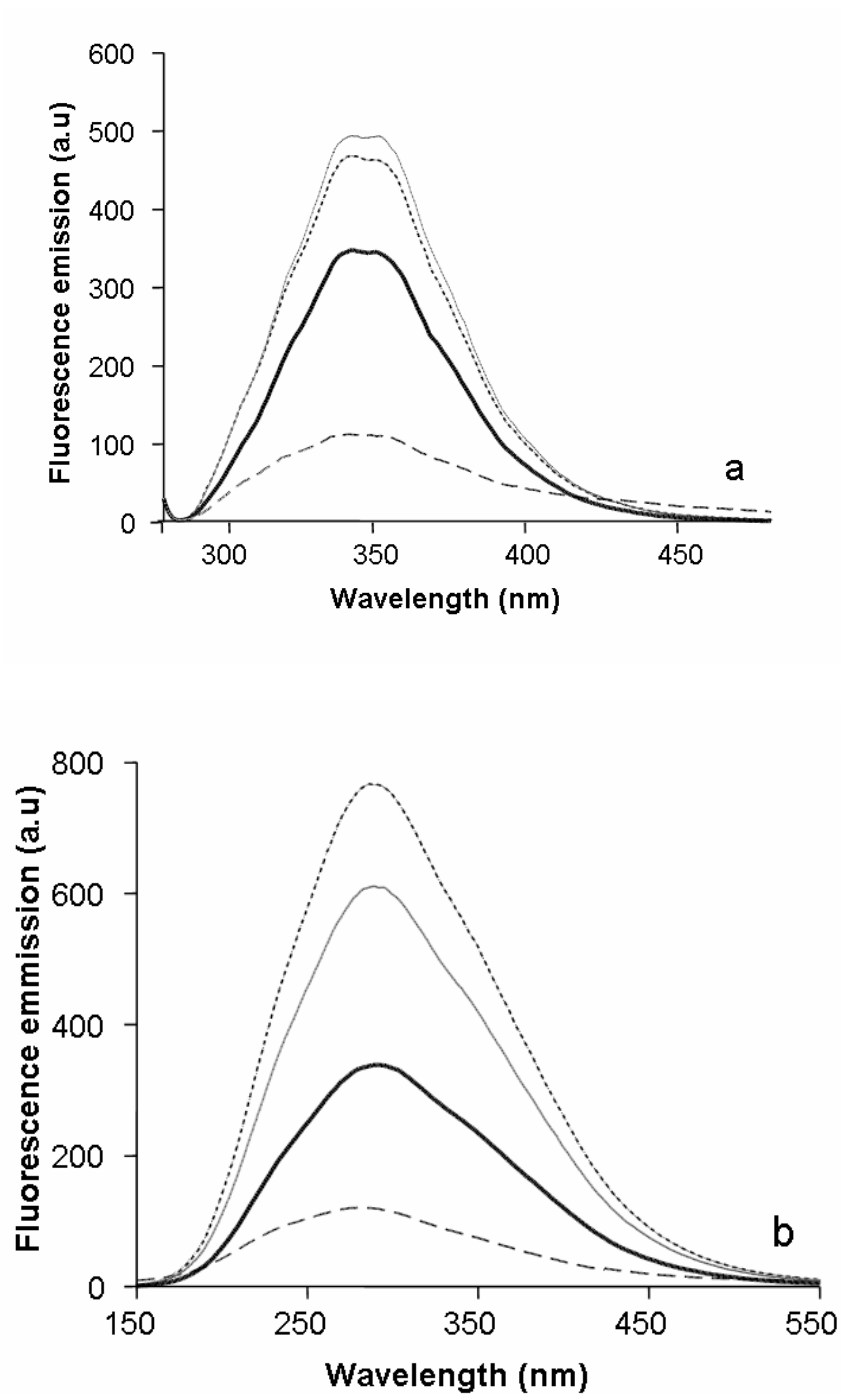 600
500
400
300
200
100
0
Fluorescence emission (a.u)
a
300 350 400 450
Wavelength (nm)
800
600
400
200
0
Fluorescence emmission (a.u)
b
150 250 350 450 550
Wavelength (nm)